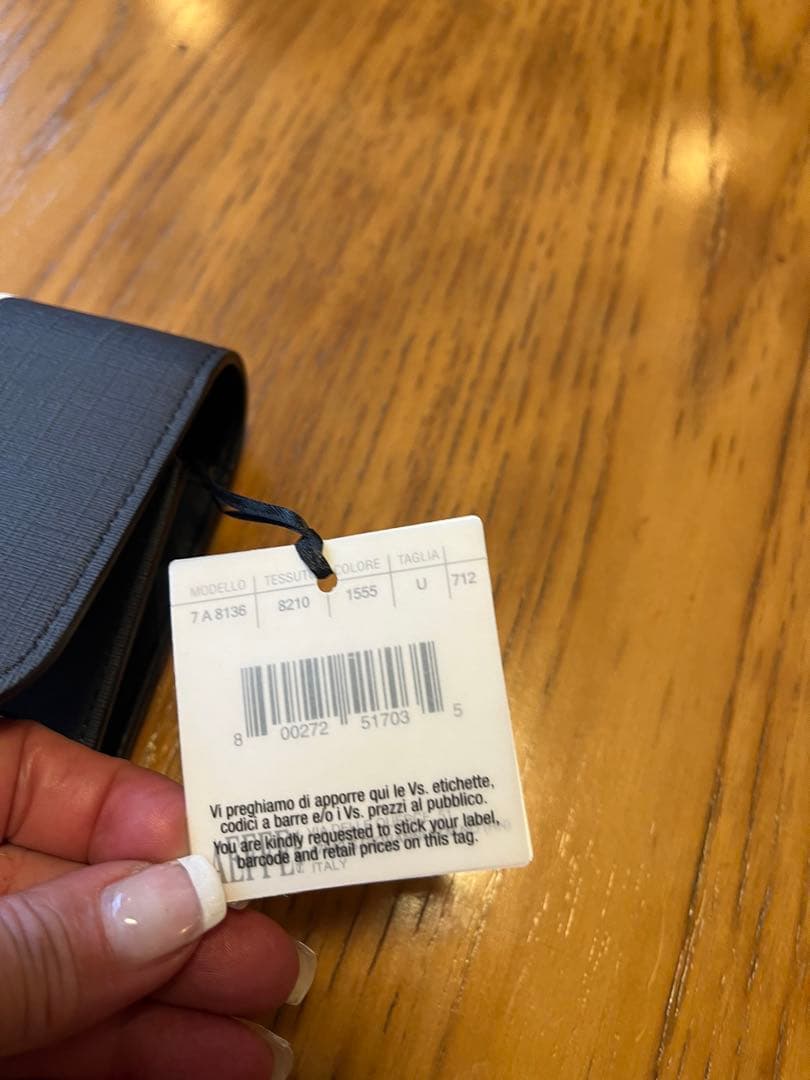 MODELLO TESSUTO COLORE TAGLIA
7 A 8136 8210 1555 U 712
8 00272 51703 5
Vi preghiamo di apporre qui le Vs. etichette,
codici a barre e/o i Vs. prezzi al pubblico.
You are kindly requested to stick your label,
barcode and retail prices on this tag.
AEFFE
ITALY